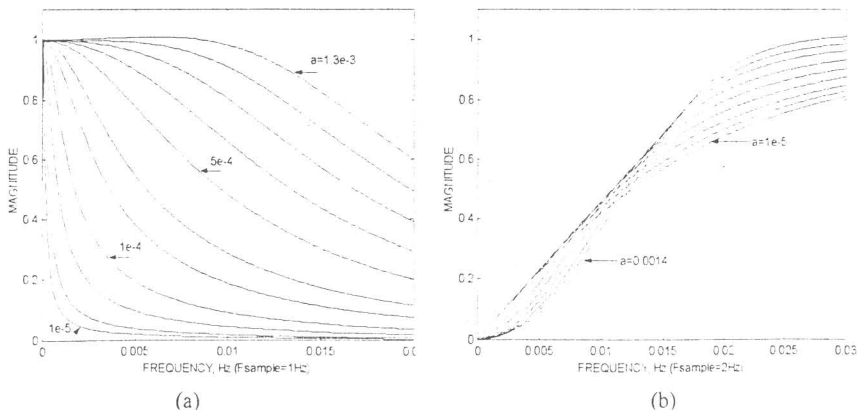 1
0.8
0.6
0.4
0.2
0
MAGNITUDE
a=1.3e-3
5e-4
1e-4
1e-5
0
0.005
0.01
0.015
0.0
FREQUENCY, Hz (Fsample=1Hz)
(a)
1
0.8
0.6
0.4
0.2
0
MAGNITUDE
a=1e-5
a=0.0014
0
0.005
0.01
0.015
0.02
0.025
0.03
FREQUENCY, Hz (Fsample=2Hz)
(b)